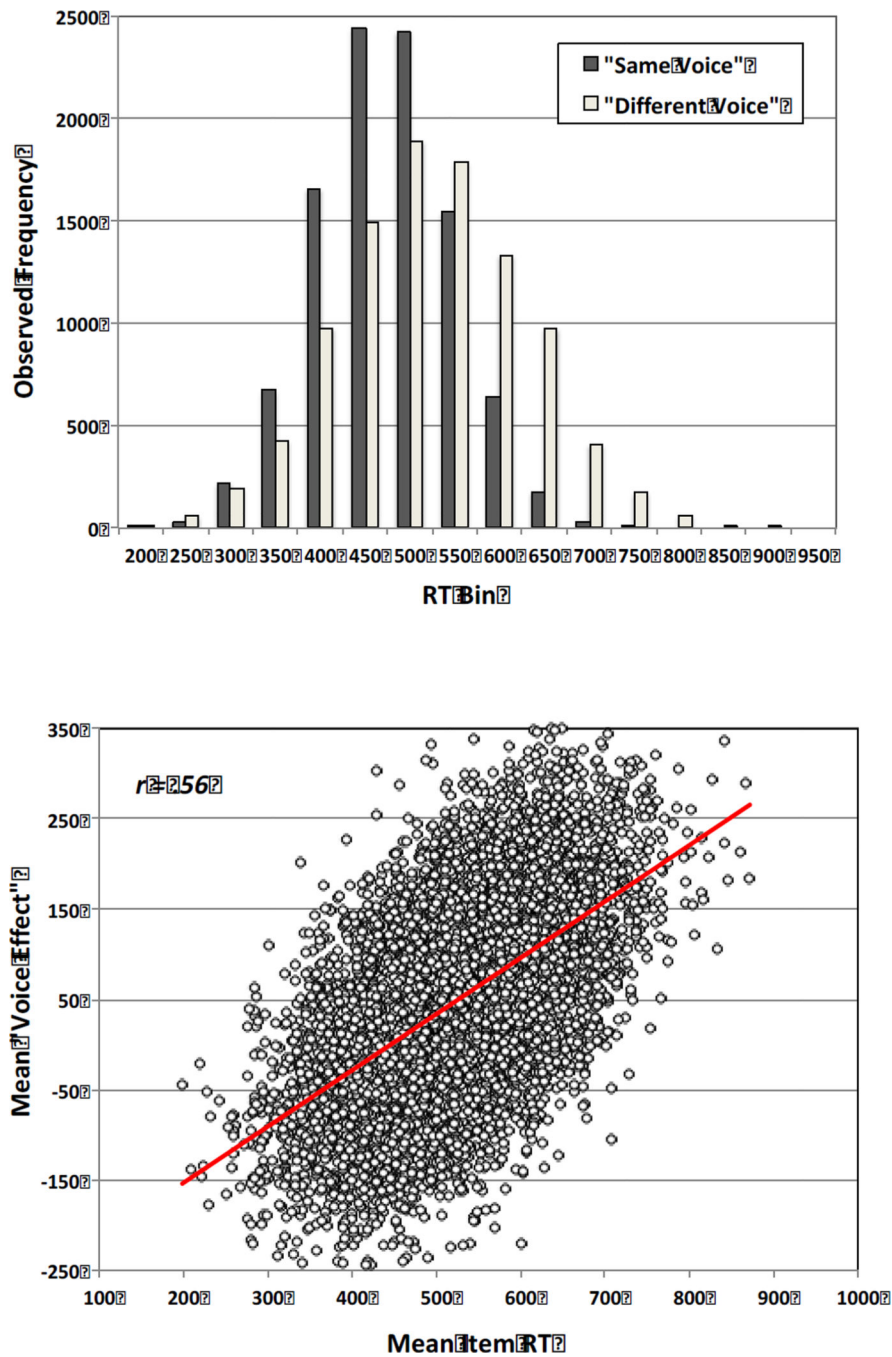 2500⍰
2000⍰
1500⍰
1000⍰
500⍰
0⍰
Observed⍰Frequency⍰
"Same⍰Voice"⍰
"Different⍰Voice"⍰
200⍰ 250⍰ 300⍰ 350⍰ 400⍰ 450⍰ 500⍰ 550⍰ 600⍰ 650⍰ 700⍰ 750⍰ 800⍰ 850⍰ 900⍰ 950⍰
RT⍰Bin⍰
350⍰
250⍰
150⍰
50⍰
-50⍰
-150⍰
-250⍰
Mean⍰"Voice⍰Effect"⍰
r⍰=⍰.56⍰
100⍰ 200⍰ 300⍰ 400⍰ 500⍰ 600⍰ 700⍰ 800⍰ 900⍰ 1000⍰
Mean⍰Item⍰RT⍰